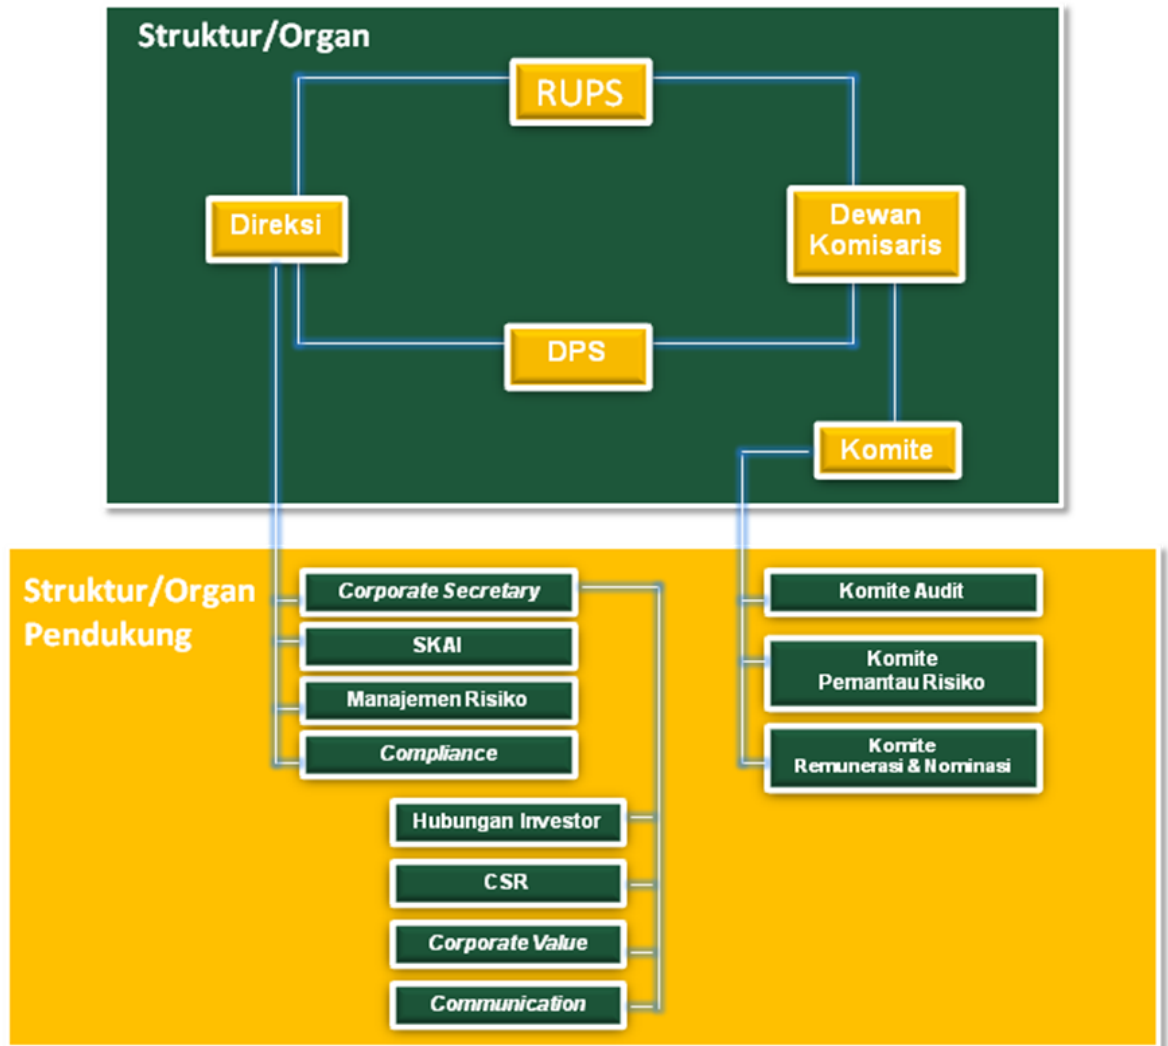 Struktur/Organ
RUPS
Direksi
Dewan
Komisaris
DPS
Komite
Struktur/Organ
Pendukung
Corporate Secretary
SKAI
Manajemen Risiko
Compliance
Hubungan Investor
CSR
Corporate Value
Communication
Komite Audit
Komite
Pemantau Risiko
Komite
Remunerasi & Nominasi